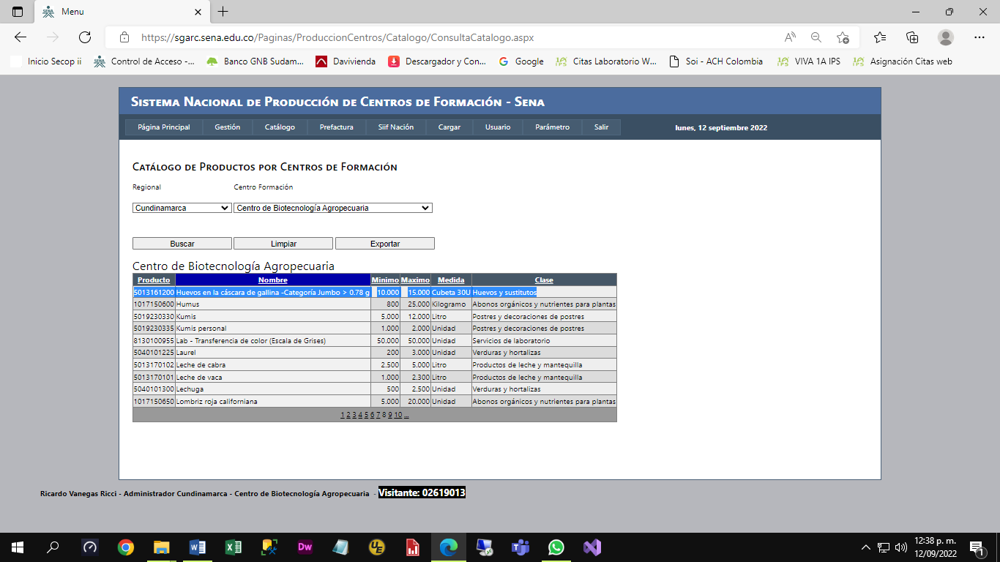 Menu
https://sgarc.sena.edu.co/Paginas/ProduccionCentros/Catalogo/ConsultaCatalogo.aspx
Inicio Secop ii Control de Acceso -... Banco GNB Sudam... Davivienda Descargador y Con... Google Citas Laboratorio W... Soi - ACH Colombia VIVA 1A IPS Asignación Citas web
Sistema Nacional de Producción de Centros de Formación - Sena
Página Principal Gestión Catálogo Prefactura Siif Nación Cargar Usuario Parámetro Salir lunes, 12 septiembre 2022
Catálogo de Productos por Centros de Formación
Regional Centro Formación
Cundinamarca Centro de Biotecnología Agropecuaria
Buscar Limpiar Exportar
Centro de Biotecnología Agropecuaria
Producto Nombre Minimo Maximo Medida Clase
5013161200 Huevos en la cáscara de gallina -Categoría Jumbo > 0.78 g 10.000 15.000 Cubeta 30U Huevos y sustitutos
1017150600 Humus 800 25.000 Kilogramo Abonos orgánicos y nutrientes para plantas
5019230330 Kumis 5.000 12.000 Litro Postres y decoraciones de postres
5019230335 Kumis personal 1.000 2.000 Unidad Postres y decoraciones de postres
8130100955 Lab - Transferencia de color (Escala de Grises) 50.000 50.000 Unidad Servicios de laboratorio
5040101225 Laurel 200 3.000 Unidad Verduras y hortalizas
5013170102 Leche de cabra 2.500 5.000 Litro Productos de leche y mantequilla
5013170101 Leche de vaca 1.000 2.300 Litro Productos de leche y mantequilla
5040101300 Lechuga 500 2.500 Unidad Verduras y hortalizas
1017150650 Lombriz roja californiana 5.000 20.000 Unidad Abonos orgánicos y nutrientes para plantas
1 2 3 4 5 6 7 8 9 10 ...
Ricardo Vanegas Ricci - Administrador Cundinamarca - Centro de Biotecnología Agropecuaria - Visitante: 02619013
12:38 p. m.
12/09/2022
1